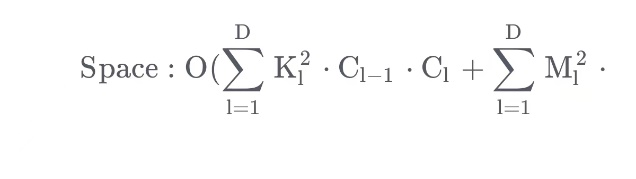 Space : O(∑_{l=1}^{D} K_l^2 · C_{l−1} · C_l + ∑_{l=1}^{D} M_l^2 ·